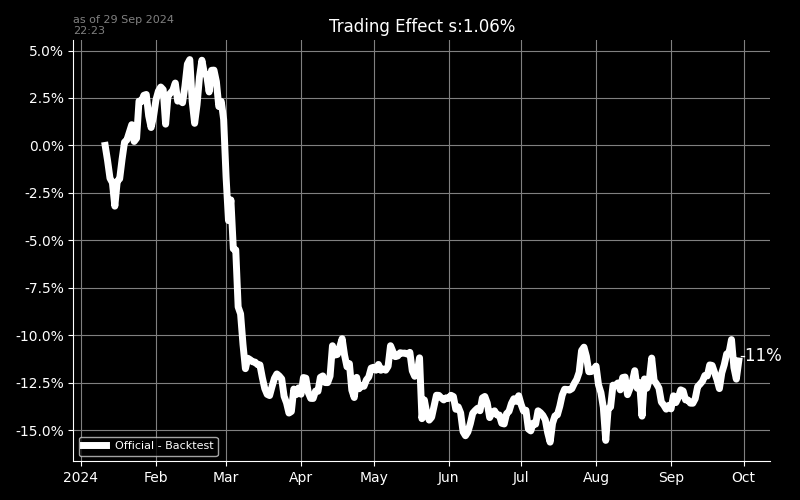 as of 29 Sep 2024
22:23
Trading Effect s:1.06%
5.0%
2.5%
0.0%
-2.5%
-5.0%
-7.5%
-10.0%
-12.5%
-15.0%
-11%
Official - Backtest
2024 Feb Mar Apr May Jun Jul Aug Sep Oct